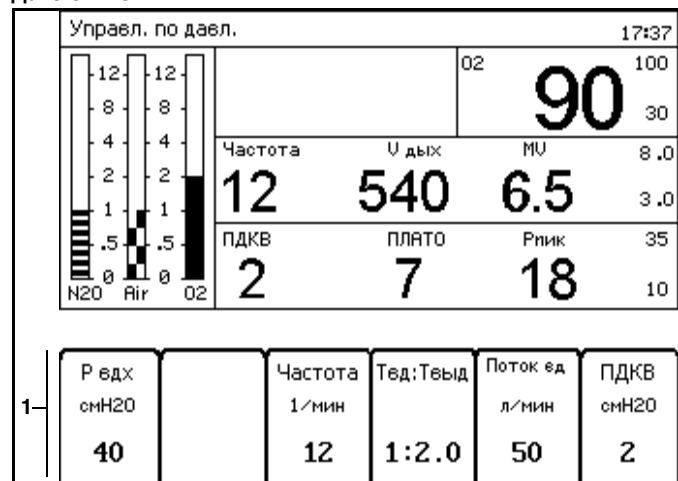 Управл. по давл. 17:37
12 12
8 8
4 4
2 2
1 1
.5 .5
0 0
N2O Air O2
O2 90 100
30
Частота V дых MV 8.0
12 540 6.5 3.0
ПДКВ ПЛАТО Рпик 35
2 7 18 10
1
Р вдх Частота Твд:Твыд Поток вд ПДКВ
смH2O 1/мин л/мин смH2O
40 12 1:2.0 50 2